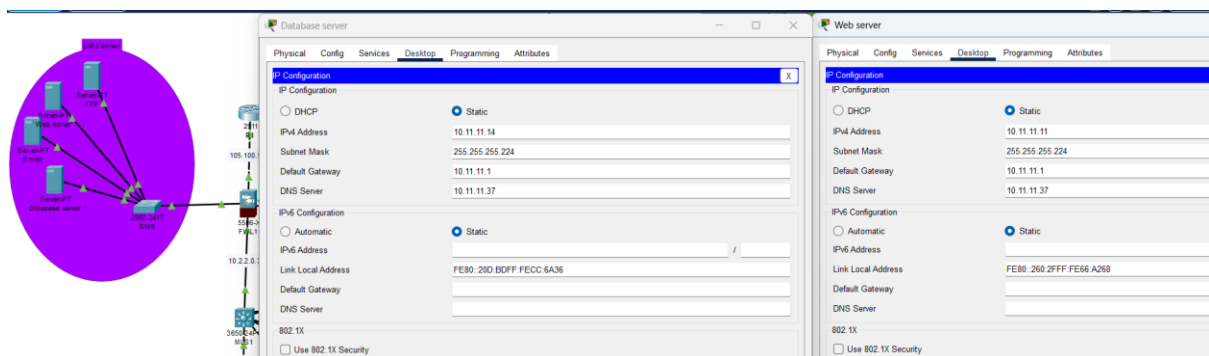 DMZ server
Server-PT
FTP
Server-PT
Web server
Server-PT
Email
Server-PT
Database server
2960-24TT
SW8
105.100.
10.2.2.0.
Database server
Physical Config Services Desktop Programming Attributes
IP Configuration X
IP Configuration
DHCP Static
IPv4 Address 10.11.11.14
Subnet Mask 255.255.255.224
Default Gateway 10.11.11.1
DNS Server 10.11.11.37
IPv6 Configuration
Automatic Static
IPv6 Address /
Link Local Address FE80::20D:BDFF:FECC:6A36
Default Gateway
DNS Server
802.1X
Use 802.1X Security
Web server
Physical Config Services Desktop Programming Attributes
IP Configuration
IP Configuration
DHCP Static
IPv4 Address 10.11.11.11
Subnet Mask 255.255.255.224
Default Gateway 10.11.11.1
DNS Server 10.11.11.37
IPv6 Configuration
Automatic Static
IPv6 Address
Link Local Address FE80::260:2FFF:FE66:A268
Default Gateway
DNS Server
802.1X
Use 802.1X Security